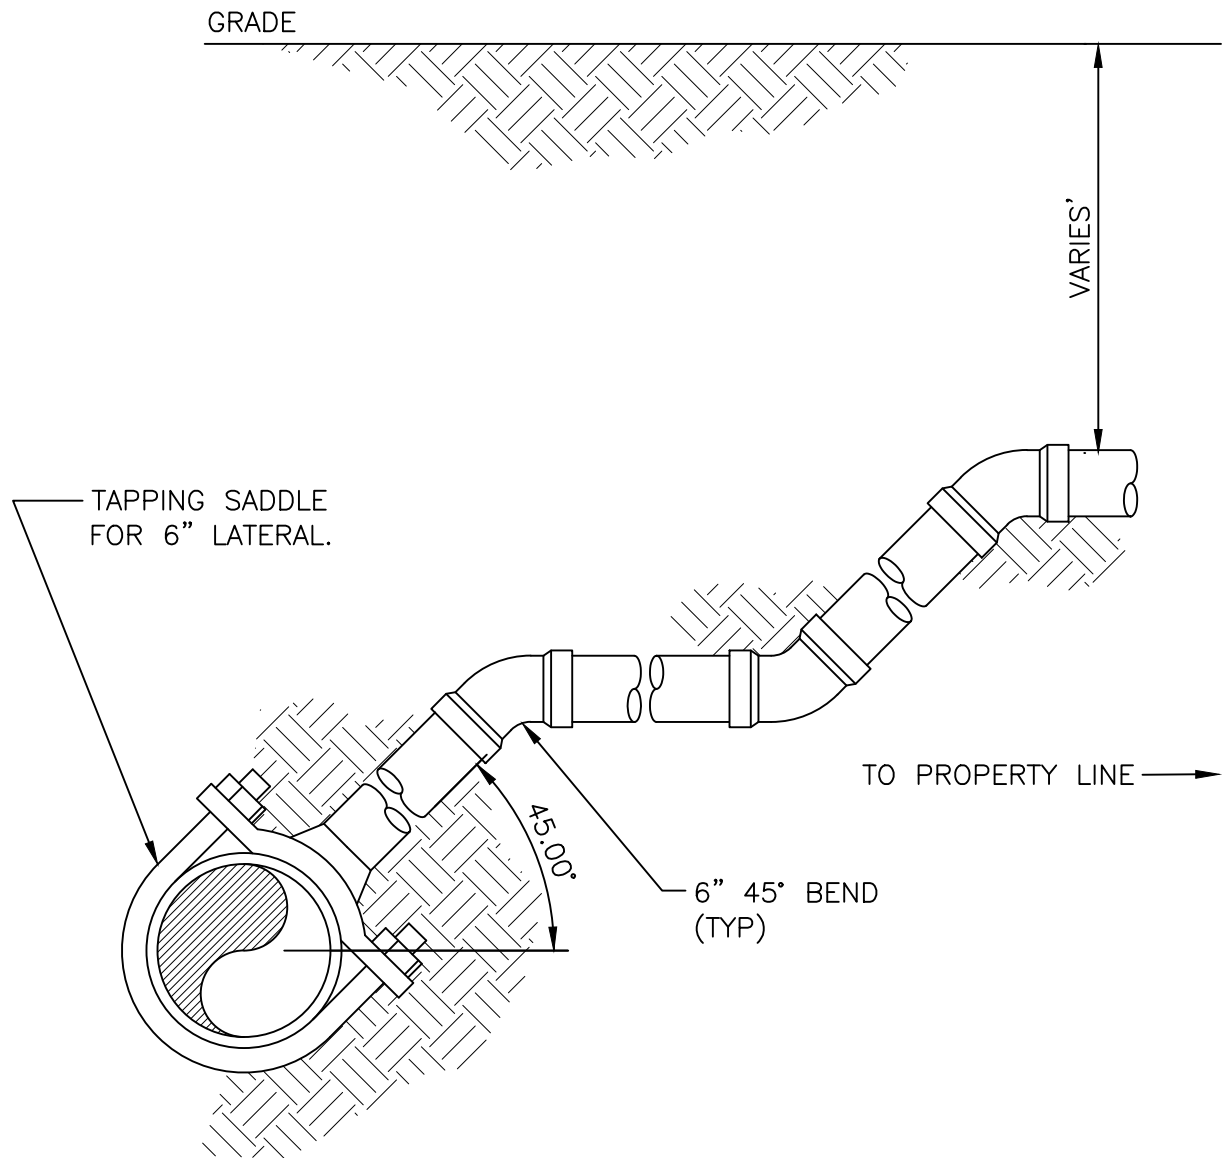 GRADE
VARIES’
TAPPING SADDLE
FOR 6” LATERAL.
TO PROPERTY LINE
45.00°
6” 45° BEND
(TYP)